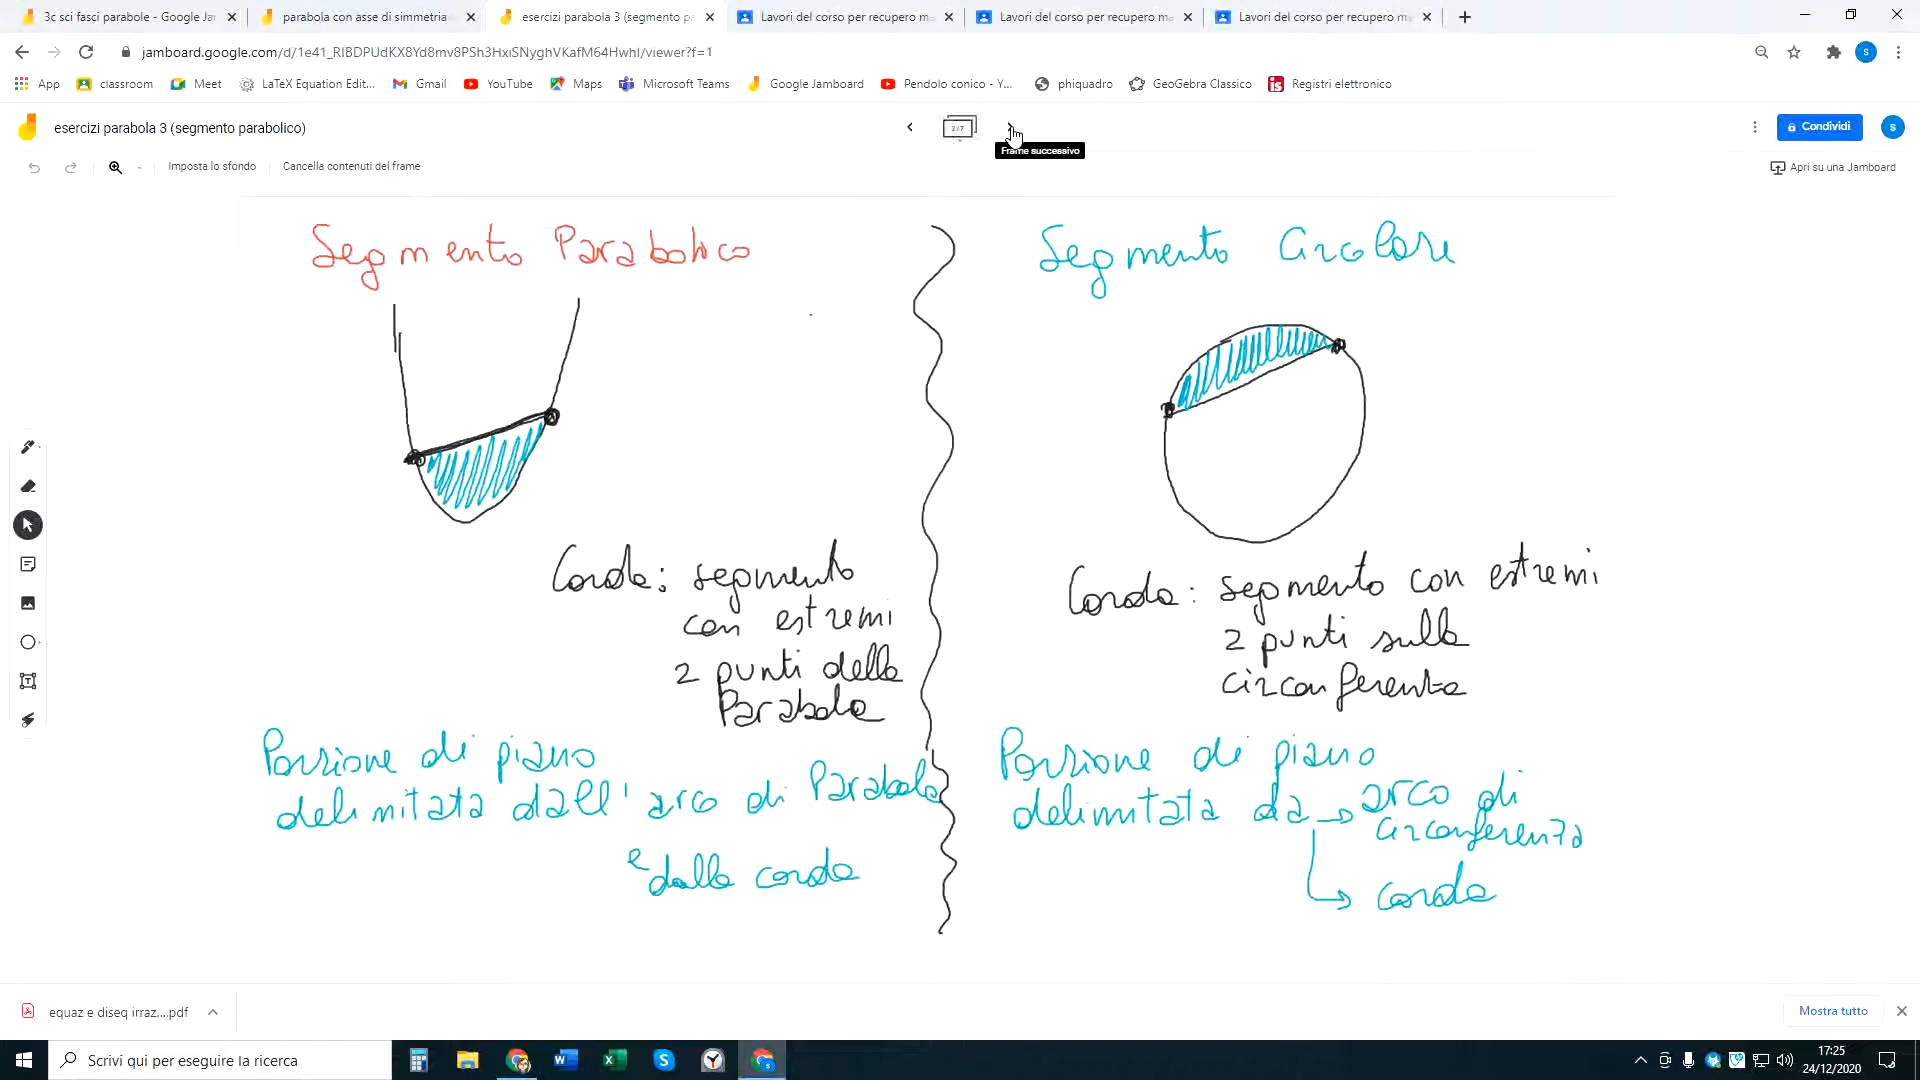 3c sci fasci parabole - Google Jar
parabola con asse di simmetria
esercizi parabola 3 (segmento pa
Lavori del corso per recupero ma
Lavori del corso per recupero ma
Lavori del corso per recupero ma
App
classroom
Meet
LaTeX Equation Edit...
Gmail
YouTube
Maps
Microsoft Teams
Google Jamboard
Pendolo conico - Y...
phiquadro
GeoGebra Classico
Registri elettronico
esercizi parabola 3 (segmento parabolico)
2/7
Condividi
S
Frame successivo
Imposta lo sfondo
Cancella contenuti del frame
Apri su una Jamboard
Segmento Parabolico
Corda: segmento
con estremi
2 punti della
Parabola
Porzione di piano
delimitata dall'arco di Parabola
e
dalla corda
Segmento Circolare
Corda: segmento con estremi
2 punti sulla
circonferenza
Porzione di piano
delimitata da → arco di
circonferenza
→ corda
equaz e diseq irraz....pdf
Mostra tutto
Scrivi qui per eseguire la ricerca
17:25
24/12/2020